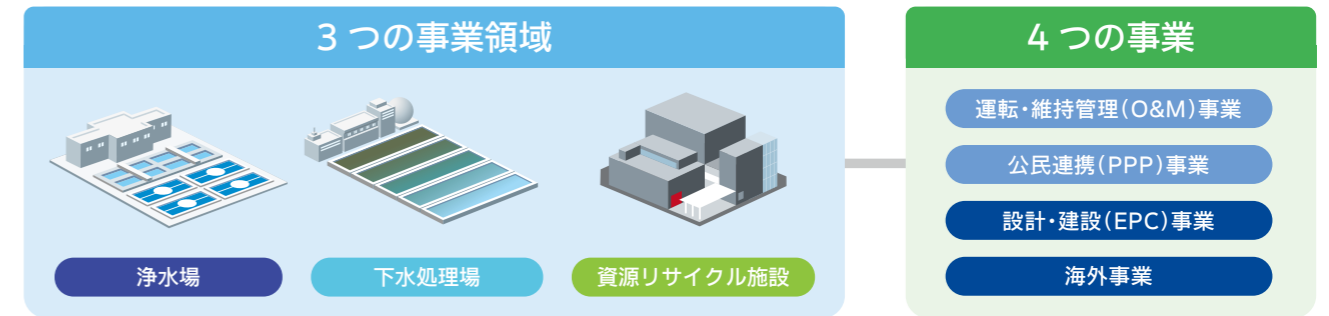 3つの事業領域
浄水場
下水処理場
資源リサイクル施設
4つの事業
運転・維持管理(O&M)事業
公民連携(PPP)事業
設計・建設(EPC)事業
海外事業